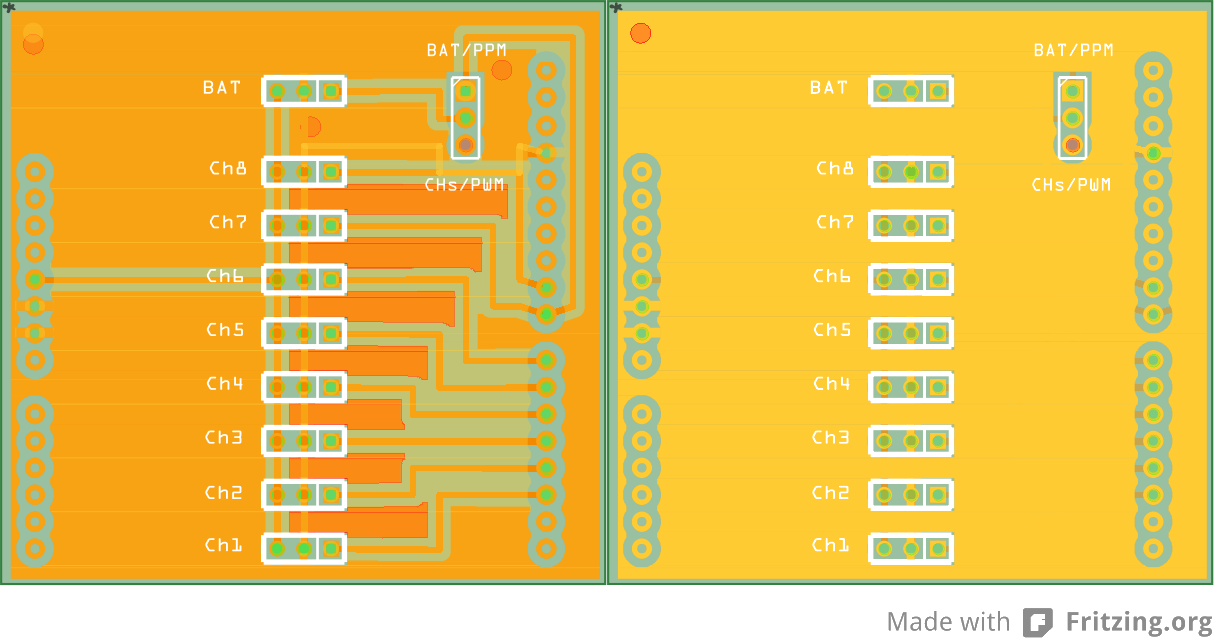 BAT/PPM
BAT
Ch8
CHs/PWM
Ch7
Ch6
Ch5
Ch4
Ch3
Ch2
Ch1
BAT/PPM
BAT
Ch8
CHs/PWM
Ch7
Ch6
Ch5
Ch4
Ch3
Ch2
Ch1
Made with Fritzing.org